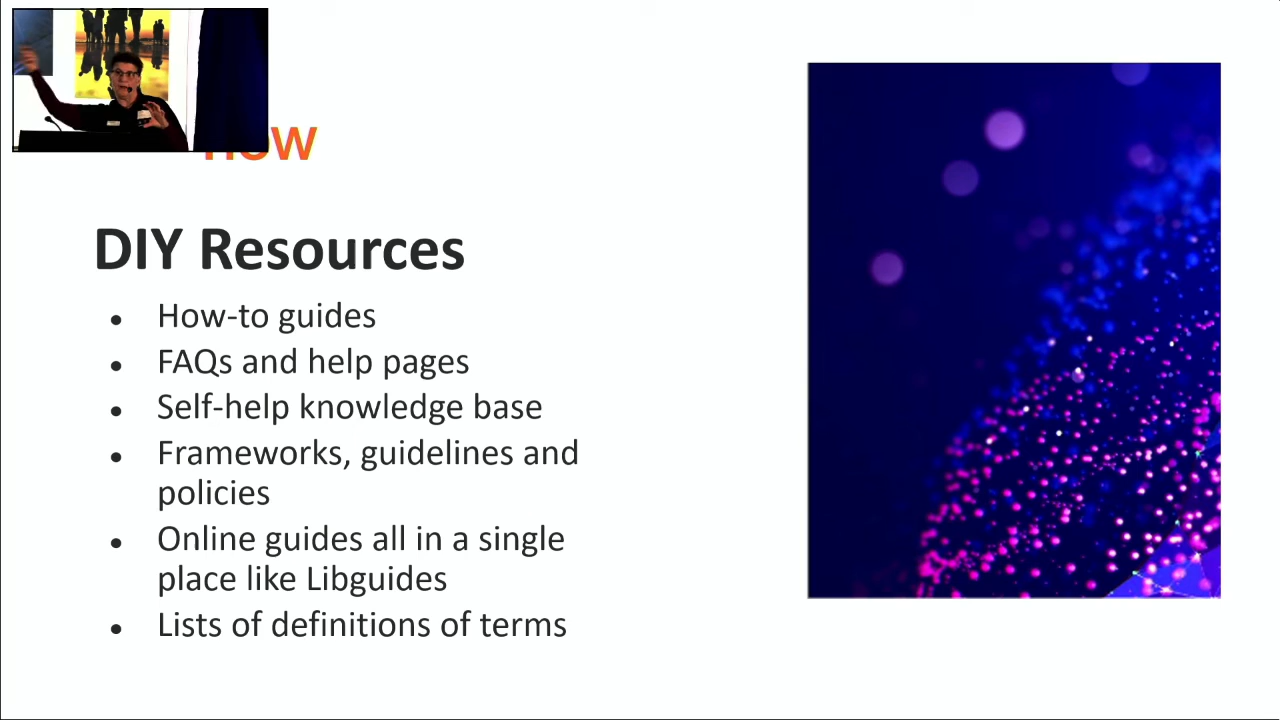 DIY Resources
• How-to guides
• FAQs and help pages
• Self-help knowledge base
• Frameworks, guidelines and
policies
• Online guides all in a single
place like Libguides
• Lists of definitions of terms